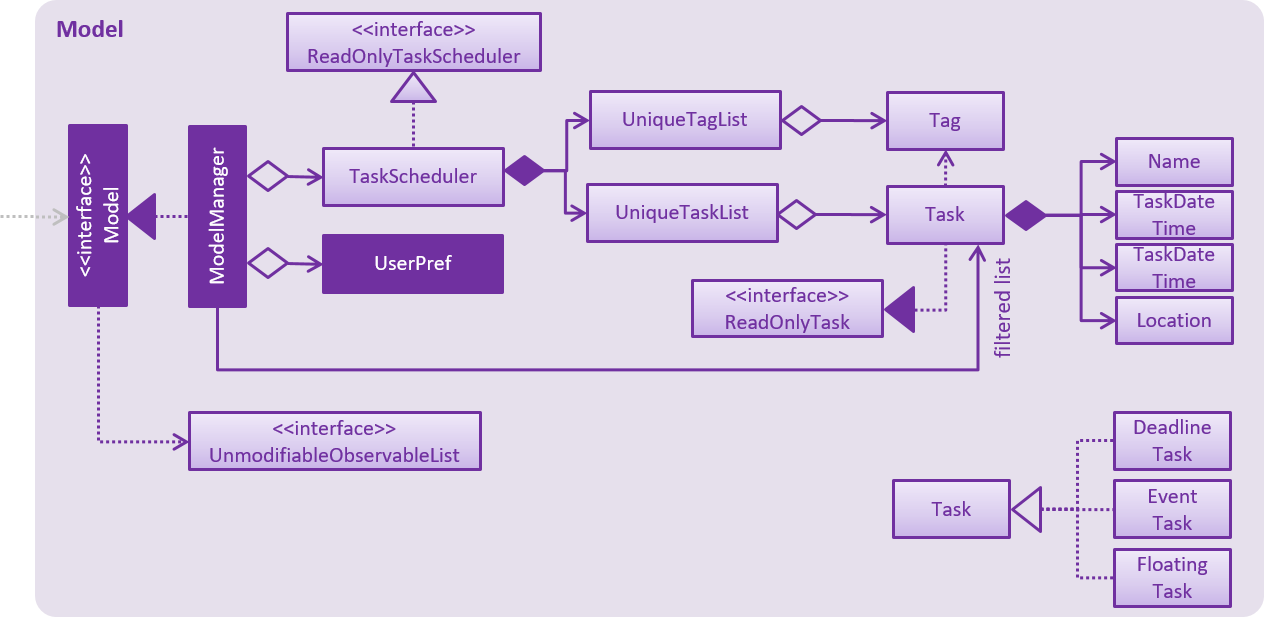 Model
<<interface>>
ReadOnlyTaskScheduler
<<interface>>
Model
ModelManager
TaskScheduler
UserPref
UniqueTagList
UniqueTaskList
Tag
Task
<<interface>>
ReadOnlyTask
filtered list
Name
TaskDate
Time
TaskDate
Time
Location
<<interface>>
UnmodifiableObservableList
Task
Deadline
Task
Event
Task
Floating
Task